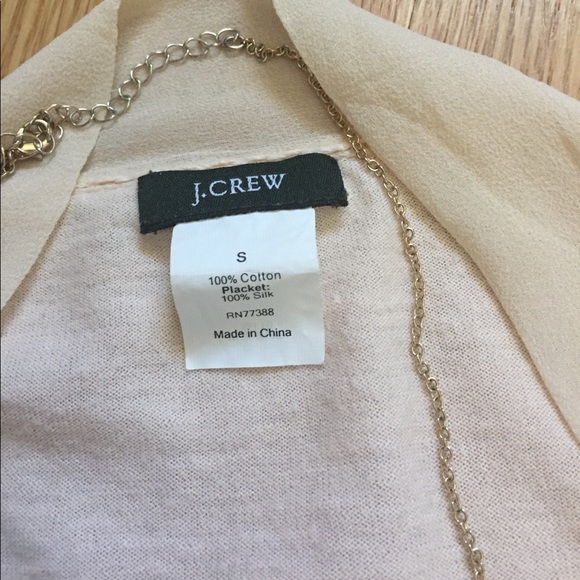 J.CREW
S
100% Cotton
Placket:
100% Silk
RN77388
Made in China